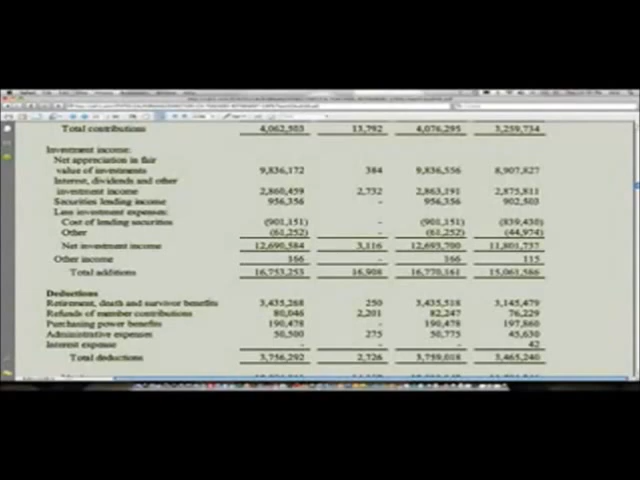 Total contributions 4,062,503 13,792 4,076,295 3,259,734
Investment income:
Net appreciation in fair
value of investments 9,836,172 384 9,836,556 8,907,827
Interest, dividends and other
investment income 2,860,459 2,732 2,863,191 2,875,811
Securities lending income 956,356 - 956,356 902,503
Less investment expenses:
Cost of lending securities (901,151) - (901,151) (839,430)
Other (61,252) - (61,252) (44,974)
Net investment income 12,690,584 3,116 12,693,700 11,801,737
Other income 166 - 166 115
Total additions 16,753,253 16,908 16,770,161 15,061,586
Deductions
Retirement, death and survivor benefits 3,435,268 250 3,435,518 3,145,479
Refunds of member contributions 80,046 2,201 82,247 76,229
Purchasing power benefits 190,478 - 190,478 197,860
Administrative expenses 50,500 275 50,775 45,630
Interest expense - - - 42
Total deductions 3,756,292 2,726 3,759,018 3,465,240